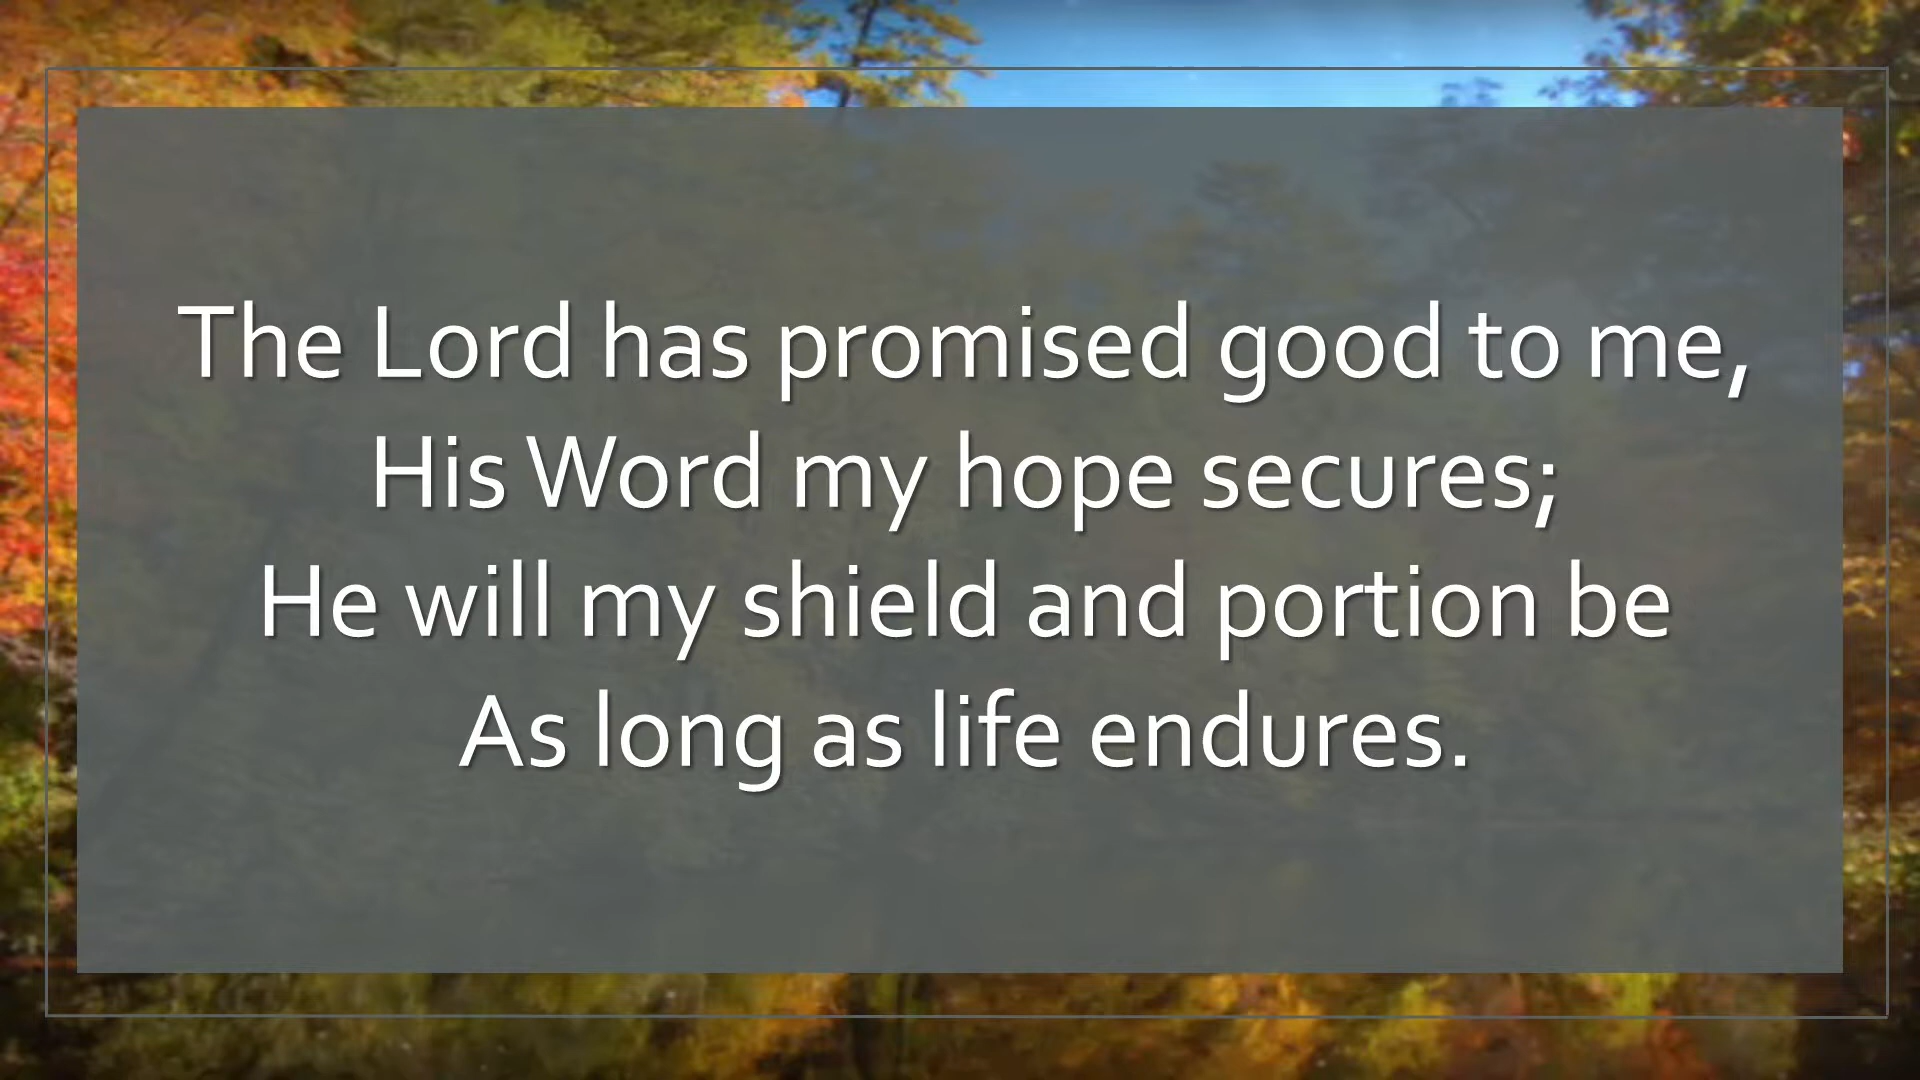 The Lord has promised good to me,
His Word my hope secures;
He will my shield and portion be
As long as life endures.